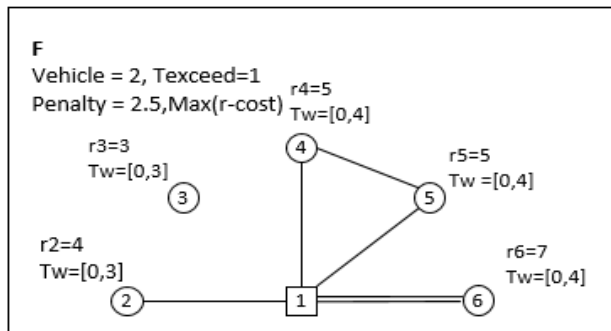 F
Vehicle = 2, Texceed=1
Penalty = 2.5,Max(r-cost)
r4=5
Tw=[0,4]
4
r3=3
Tw=[0,3]
3
r5=5
Tw =[0,4]
5
r2=4
Tw=[0,3]
2
1
r6=7
Tw=[0,4]
6